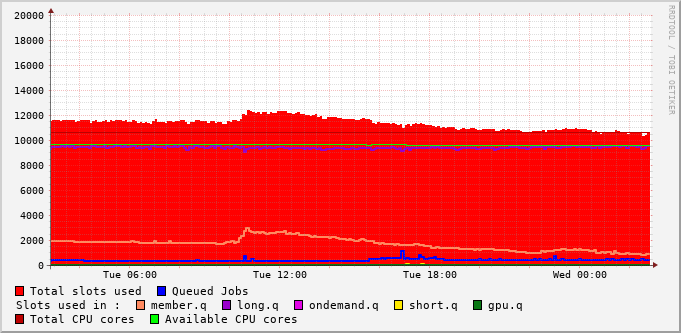 20000
18000
16000
14000
12000
10000
8000
6000
4000
2000
0
Tue 06:00 Tue 12:00 Tue 18:00 Wed 00:00
Total slots used Queued Jobs
Slots used in : member.q long.q ondemand.q short.q gpu.q
Total CPU cores Available CPU cores
RRDTOOL / TOBI OETIKER